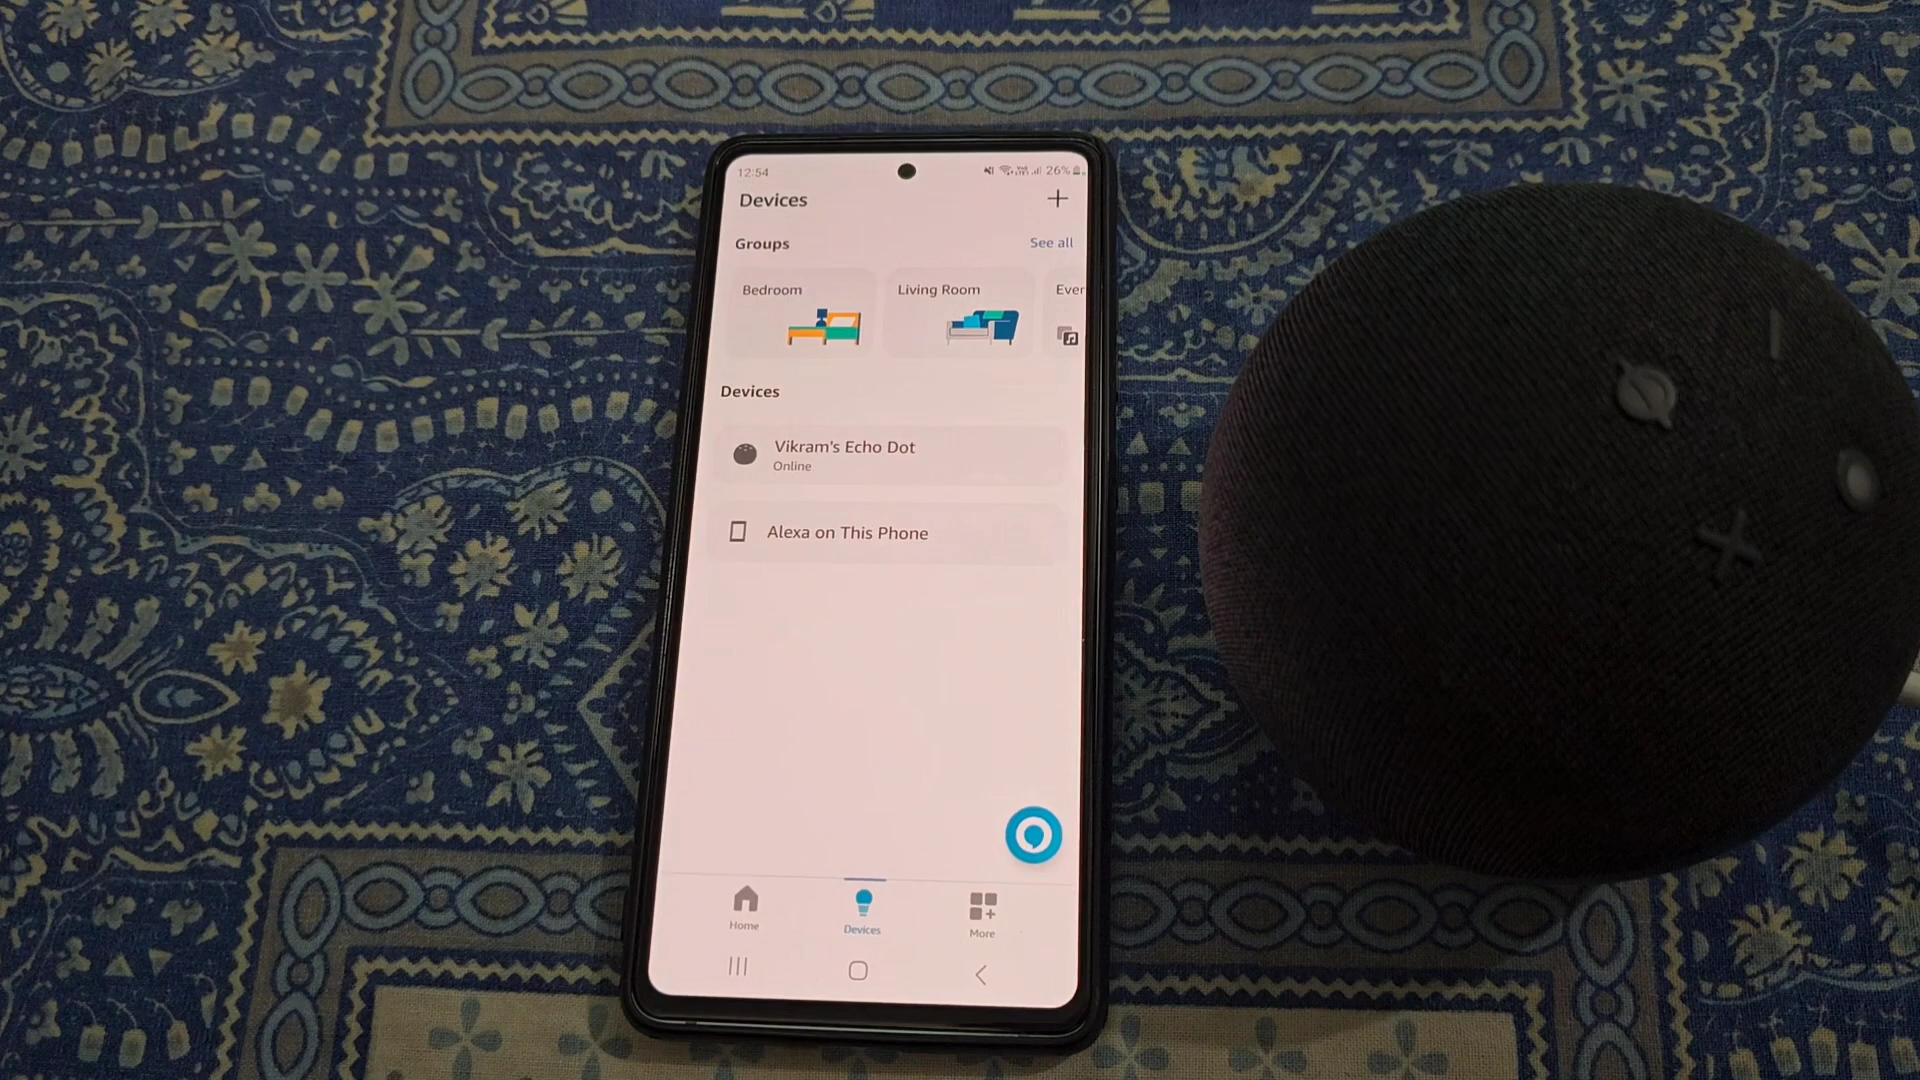 12:54
26%
Devices
Groups
See all
Bedroom
Living Room
Ever
Devices
Vikram's Echo Dot
Online
Alexa on This Phone
Home
Devices
More